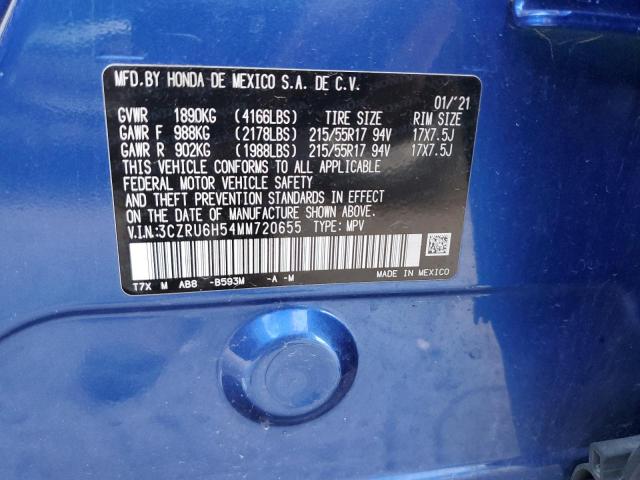 MFD.BY HONDA DE MEXICO S.A. DE C.V.
01/'21
GVWR 1890KG (4166LBS) TIRE SIZE RIM SIZE
GAWR F 988KG (2178LBS) 215/55R17 94V 17X7.5J
GAWR R 902KG (1988LBS) 215/55R17 94V 17X7.5J
THIS VEHICLE CONFORMS TO ALL APPLICABLE
FEDERAL MOTOR VEHICLE SAFETY
AND THEFT PREVENTION STANDARDS IN EFFECT
ON THE DATE OF MANUFACTURE SHOWN ABOVE.
V.I.N:3CZRU6H54MM720655 TYPE: MPV
T7X M AB8 -B593M -A -M MADE IN MEXICO